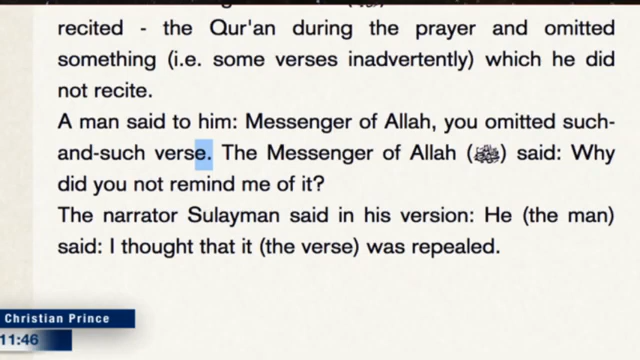 recited - the Qur'an during the prayer and omitted
something (i.e. some verses inadvertently) which he did
not recite.
A man said to him: Messenger of Allah, you omitted such-
and-such verse. The Messenger of Allah (ﷺ) said: Why
did you not remind me of it?
The narrator Sulayman said in his version: He (the man)
said: I thought that it (the verse) was repealed.
Christian Prince
11:46